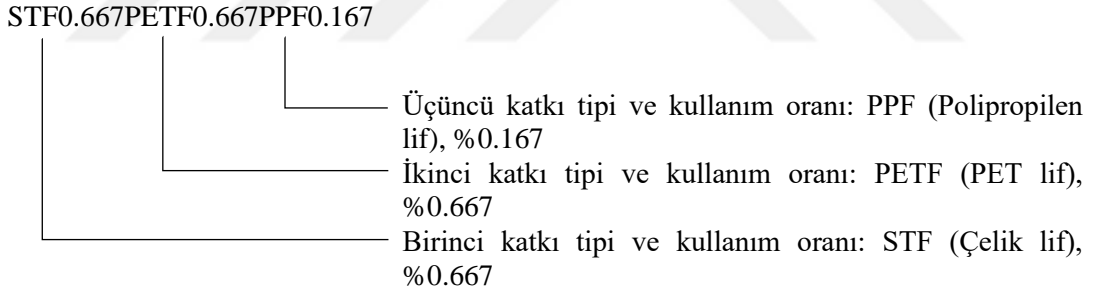 STF0.667PETF0.667PPF0.167
Üçüncü katkı tipi ve kullanım oranı: PPF (Polipropilen
lif), %0.167
İkinci katkı tipi ve kullanım oranı: PETF (PET lif),
%0.667
Birinci katkı tipi ve kullanım oranı: STF (Çelik lif),
%0.667